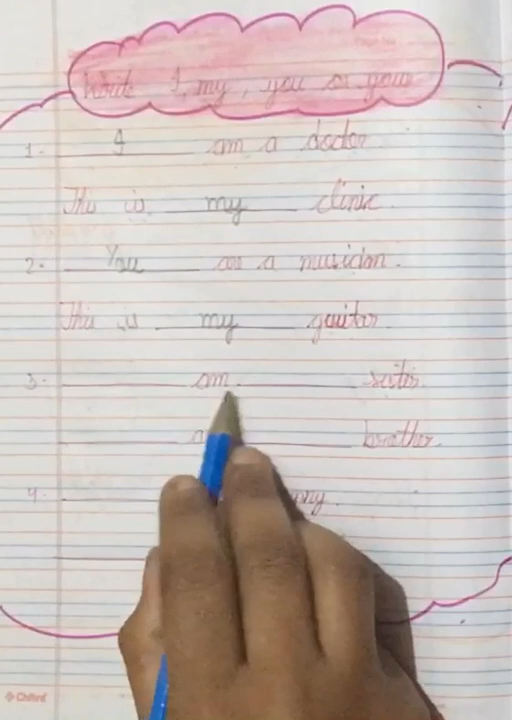 Write I, my, you or your
1. I am a doctor
This is my clinic.
2. You are a musician.
This is my guitar
3. am
brother.
4.
Chiford